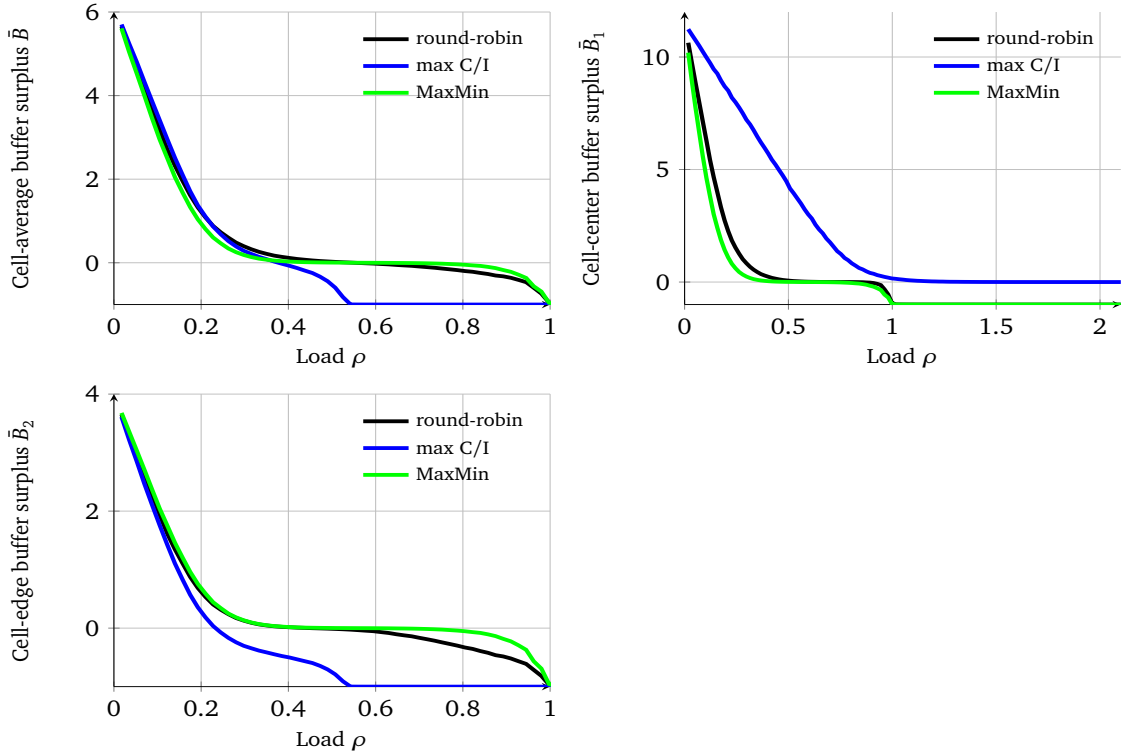 Cell-average buffer surplus B̄
6
4
2
0
0
0.2
0.4
0.6
0.8
1
Load ρ
round-robin
max C/I
MaxMin
Cell-center buffer surplus B̄₁
10
5
0
0
0.5
1
1.5
2
Load ρ
round-robin
max C/I
MaxMin
Cell-edge buffer surplus B̄₂
4
2
0
0
0.2
0.4
0.6
0.8
1
Load ρ
round-robin
max C/I
MaxMin